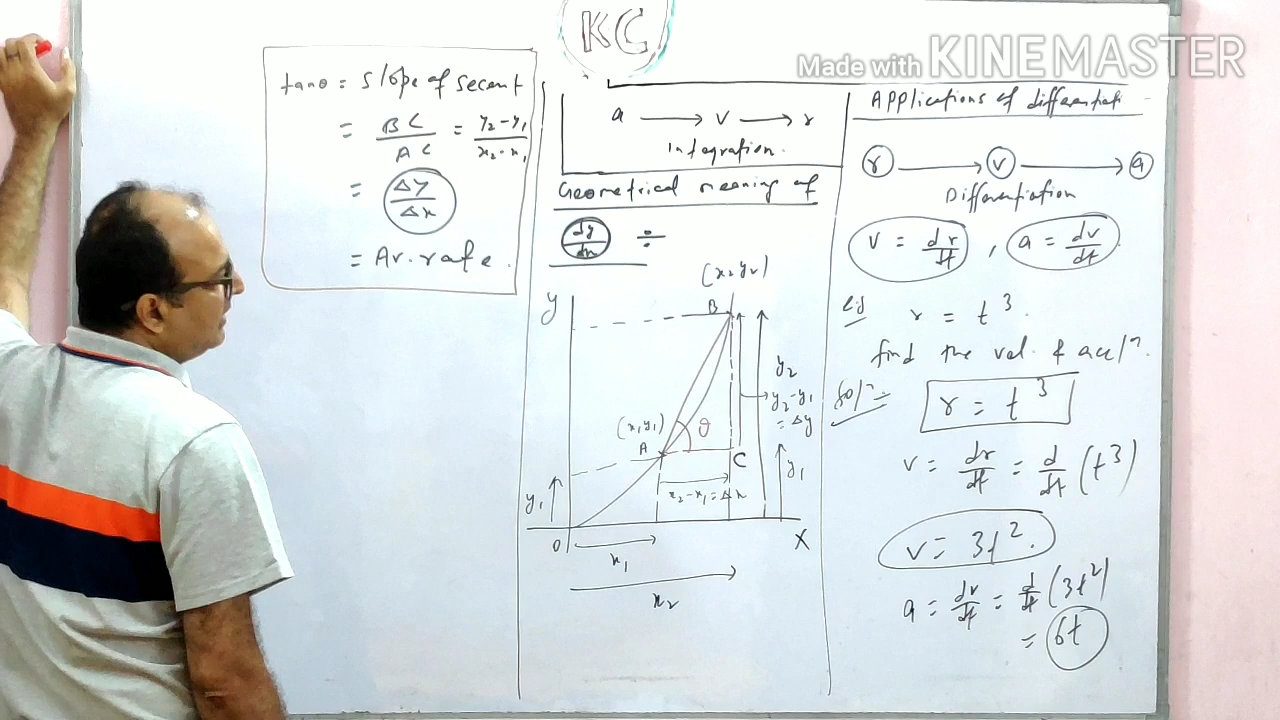 KC
Made with KINEMASTER
tanθ = slope of secant
= BC/AC = y₂-y₁/x₂-x₁
= Δy/Δx
= Av. rate.
a → v → r
Integration.
Geometrical meaning of
dy/dx ÷
Y
(x₂ y₂)
B
(x₁ y₁)
A
θ
C
y₂
y₂-y₁
= Δy
y₁
x₂-x₁ = Δx
y₁
O
X
x₁
x₂
Applications of differentiati
r → v → a
Differentiation
v = dr/dt , a = dv/dt
r = t³.
find the vel. & accln.
Soln
r = t³
v = dr/dt = d/dt (t³)
v = 3t².
a = dv/dt = d/dt (3t²)
= 6t